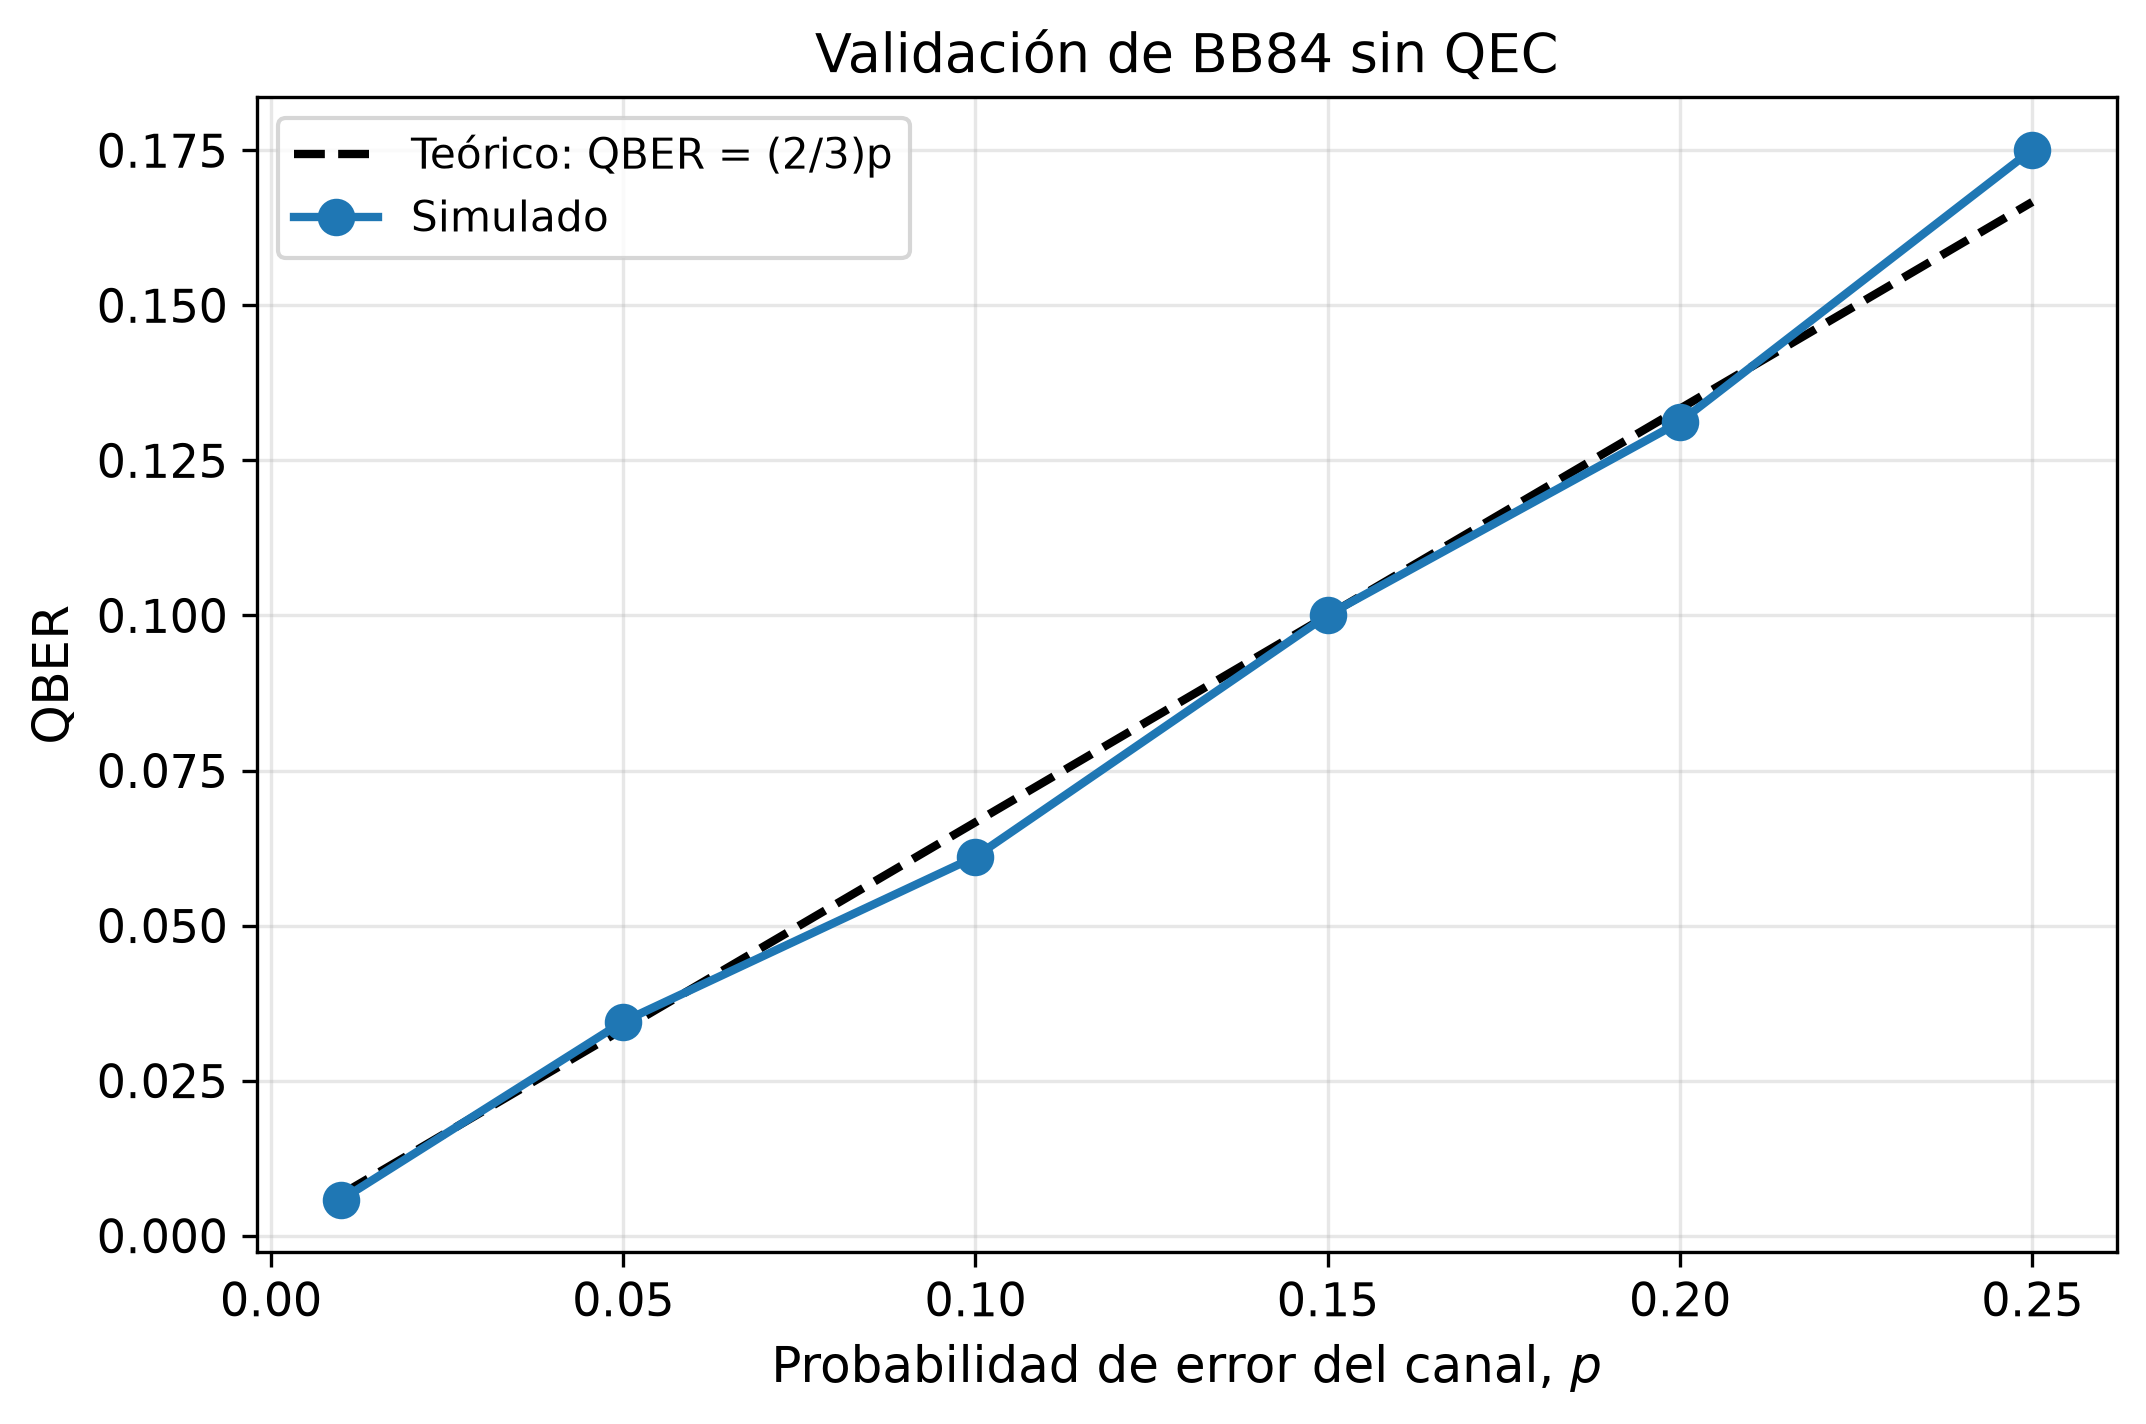 Validación de BB84 sin QEC
Teórico: QBER = (2/3)p
Simulado
QBER
0.175
0.150
0.125
0.100
0.075
0.050
0.025
0.000
0.00 0.05 0.10 0.15 0.20 0.25
Probabilidad de error del canal, p